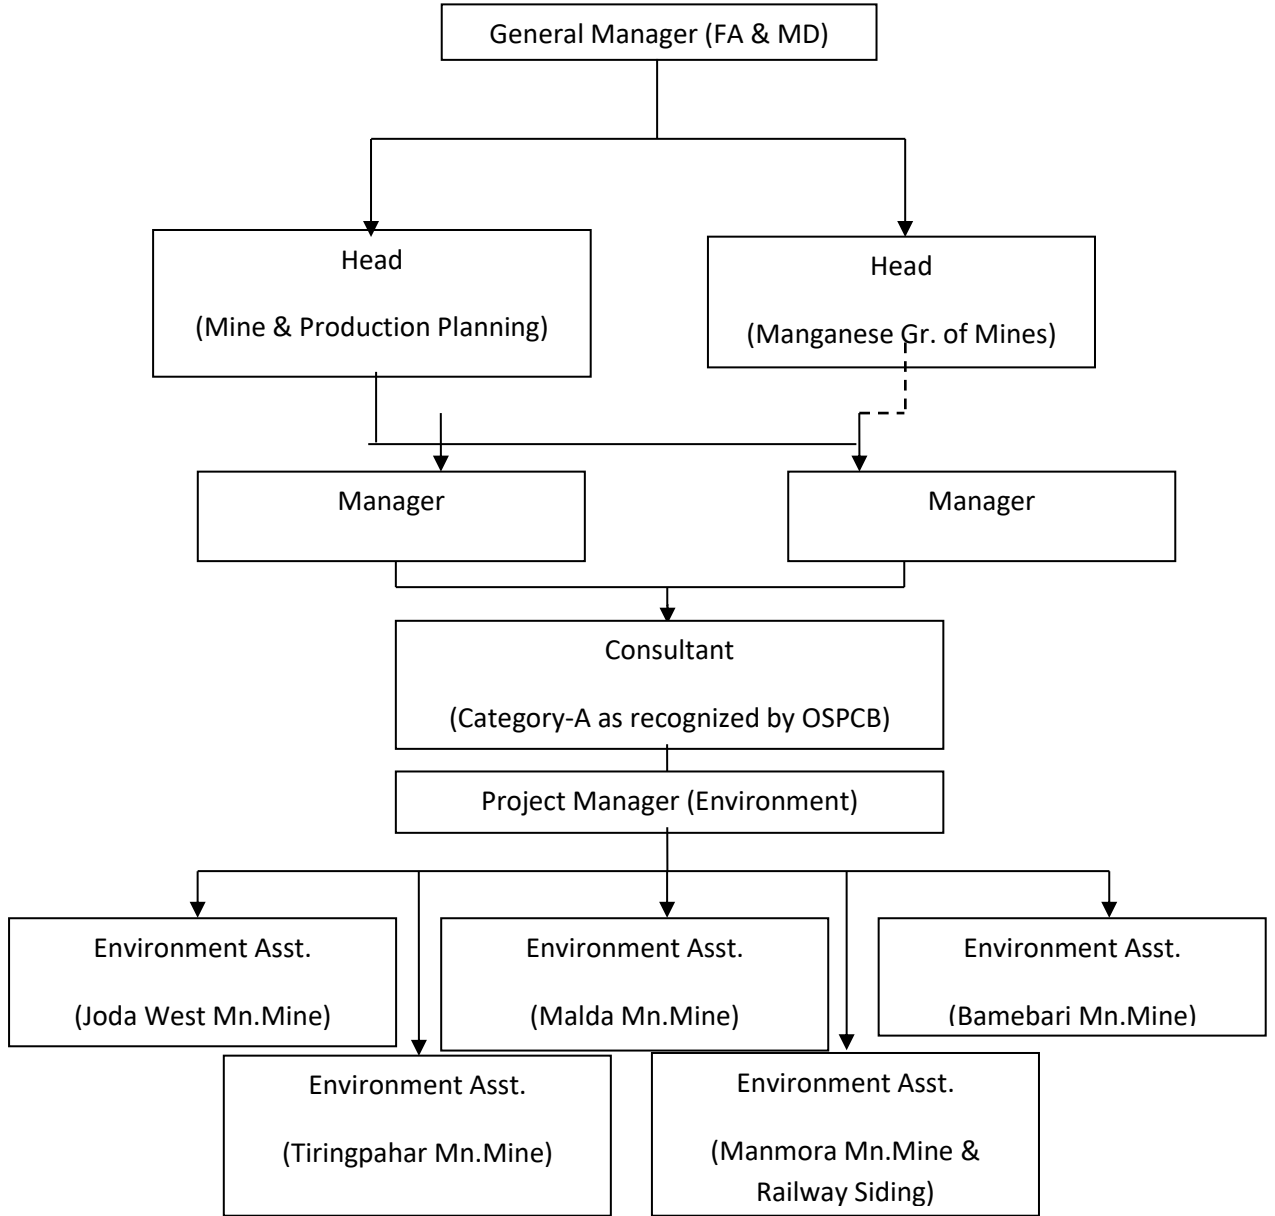 General Manager (FA & MD)
Head
(Mine & Production Planning)
Head
(Manganese Gr. of Mines)
Manager
Manager
Consultant
(Category-A as recognized by OSPCB)
Project Manager (Environment)
Environment Asst.
(Joda West Mn.Mine)
Environment Asst.
(Malda Mn.Mine)
Environment Asst.
(Bamebari Mn.Mine)
Environment Asst.
(Tiringpahar Mn.Mine)
Environment Asst.
(Manmora Mn.Mine &
Railway Siding)